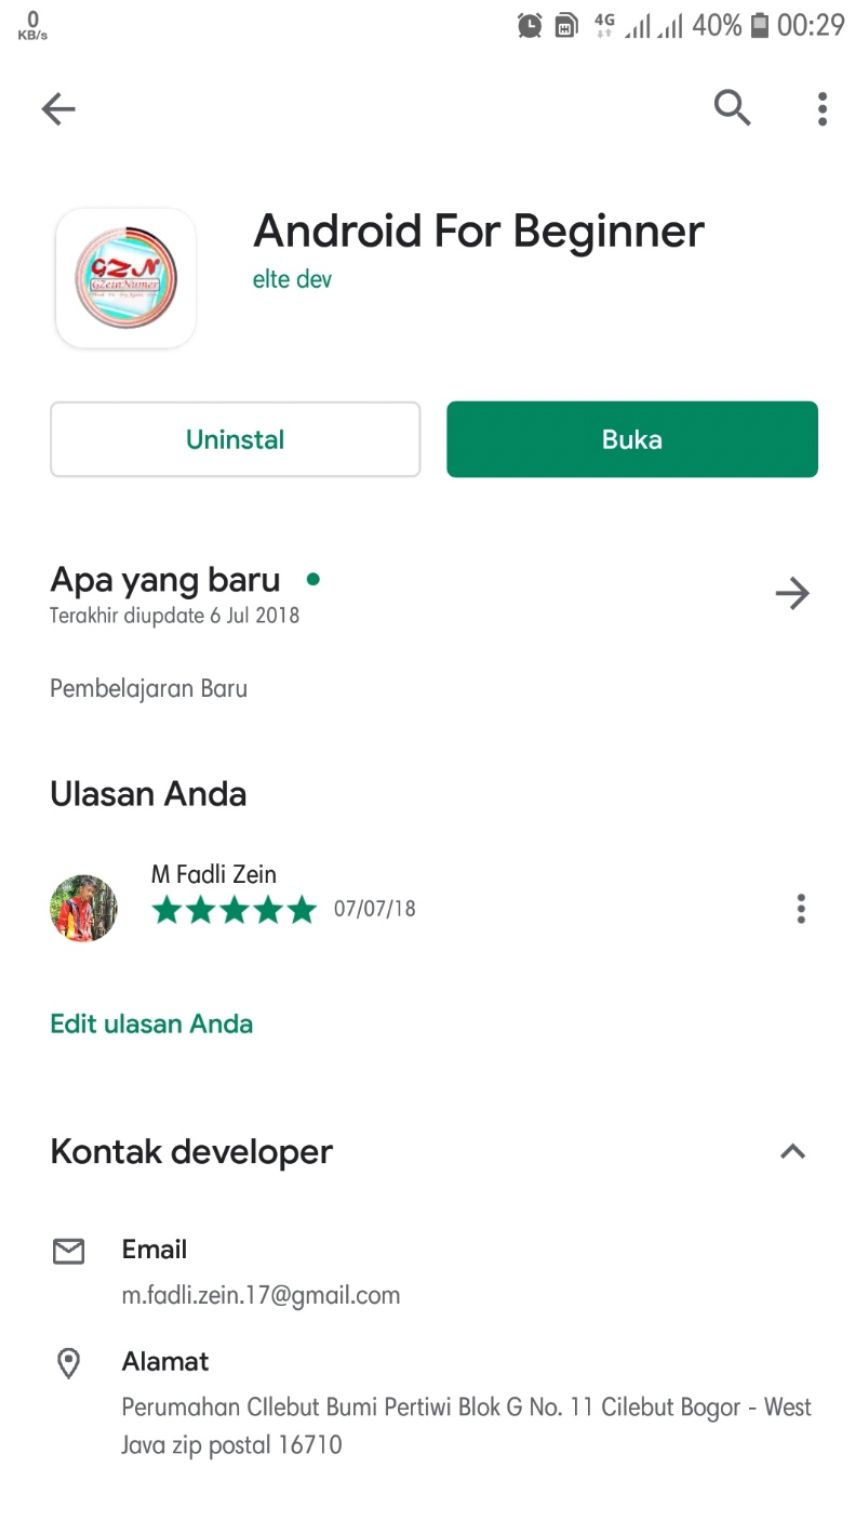 0
KB/s
4G
40%
00:29
Android For Beginner
GZN
GZeinNumer
elte dev
Uninstal
Buka
Apa yang baru
Terakhir diupdate 6 Jul 2018
Pembelajaran Baru
Ulasan Anda
M Fadli Zein
07/07/18
Edit ulasan Anda
Kontak developer
Email
m.fadli.zein.17@gmail.com
Alamat
Perumahan CIlebut Bumi Pertiwi Blok G No. 11 Cilebut Bogor - West
Java zip postal 16710